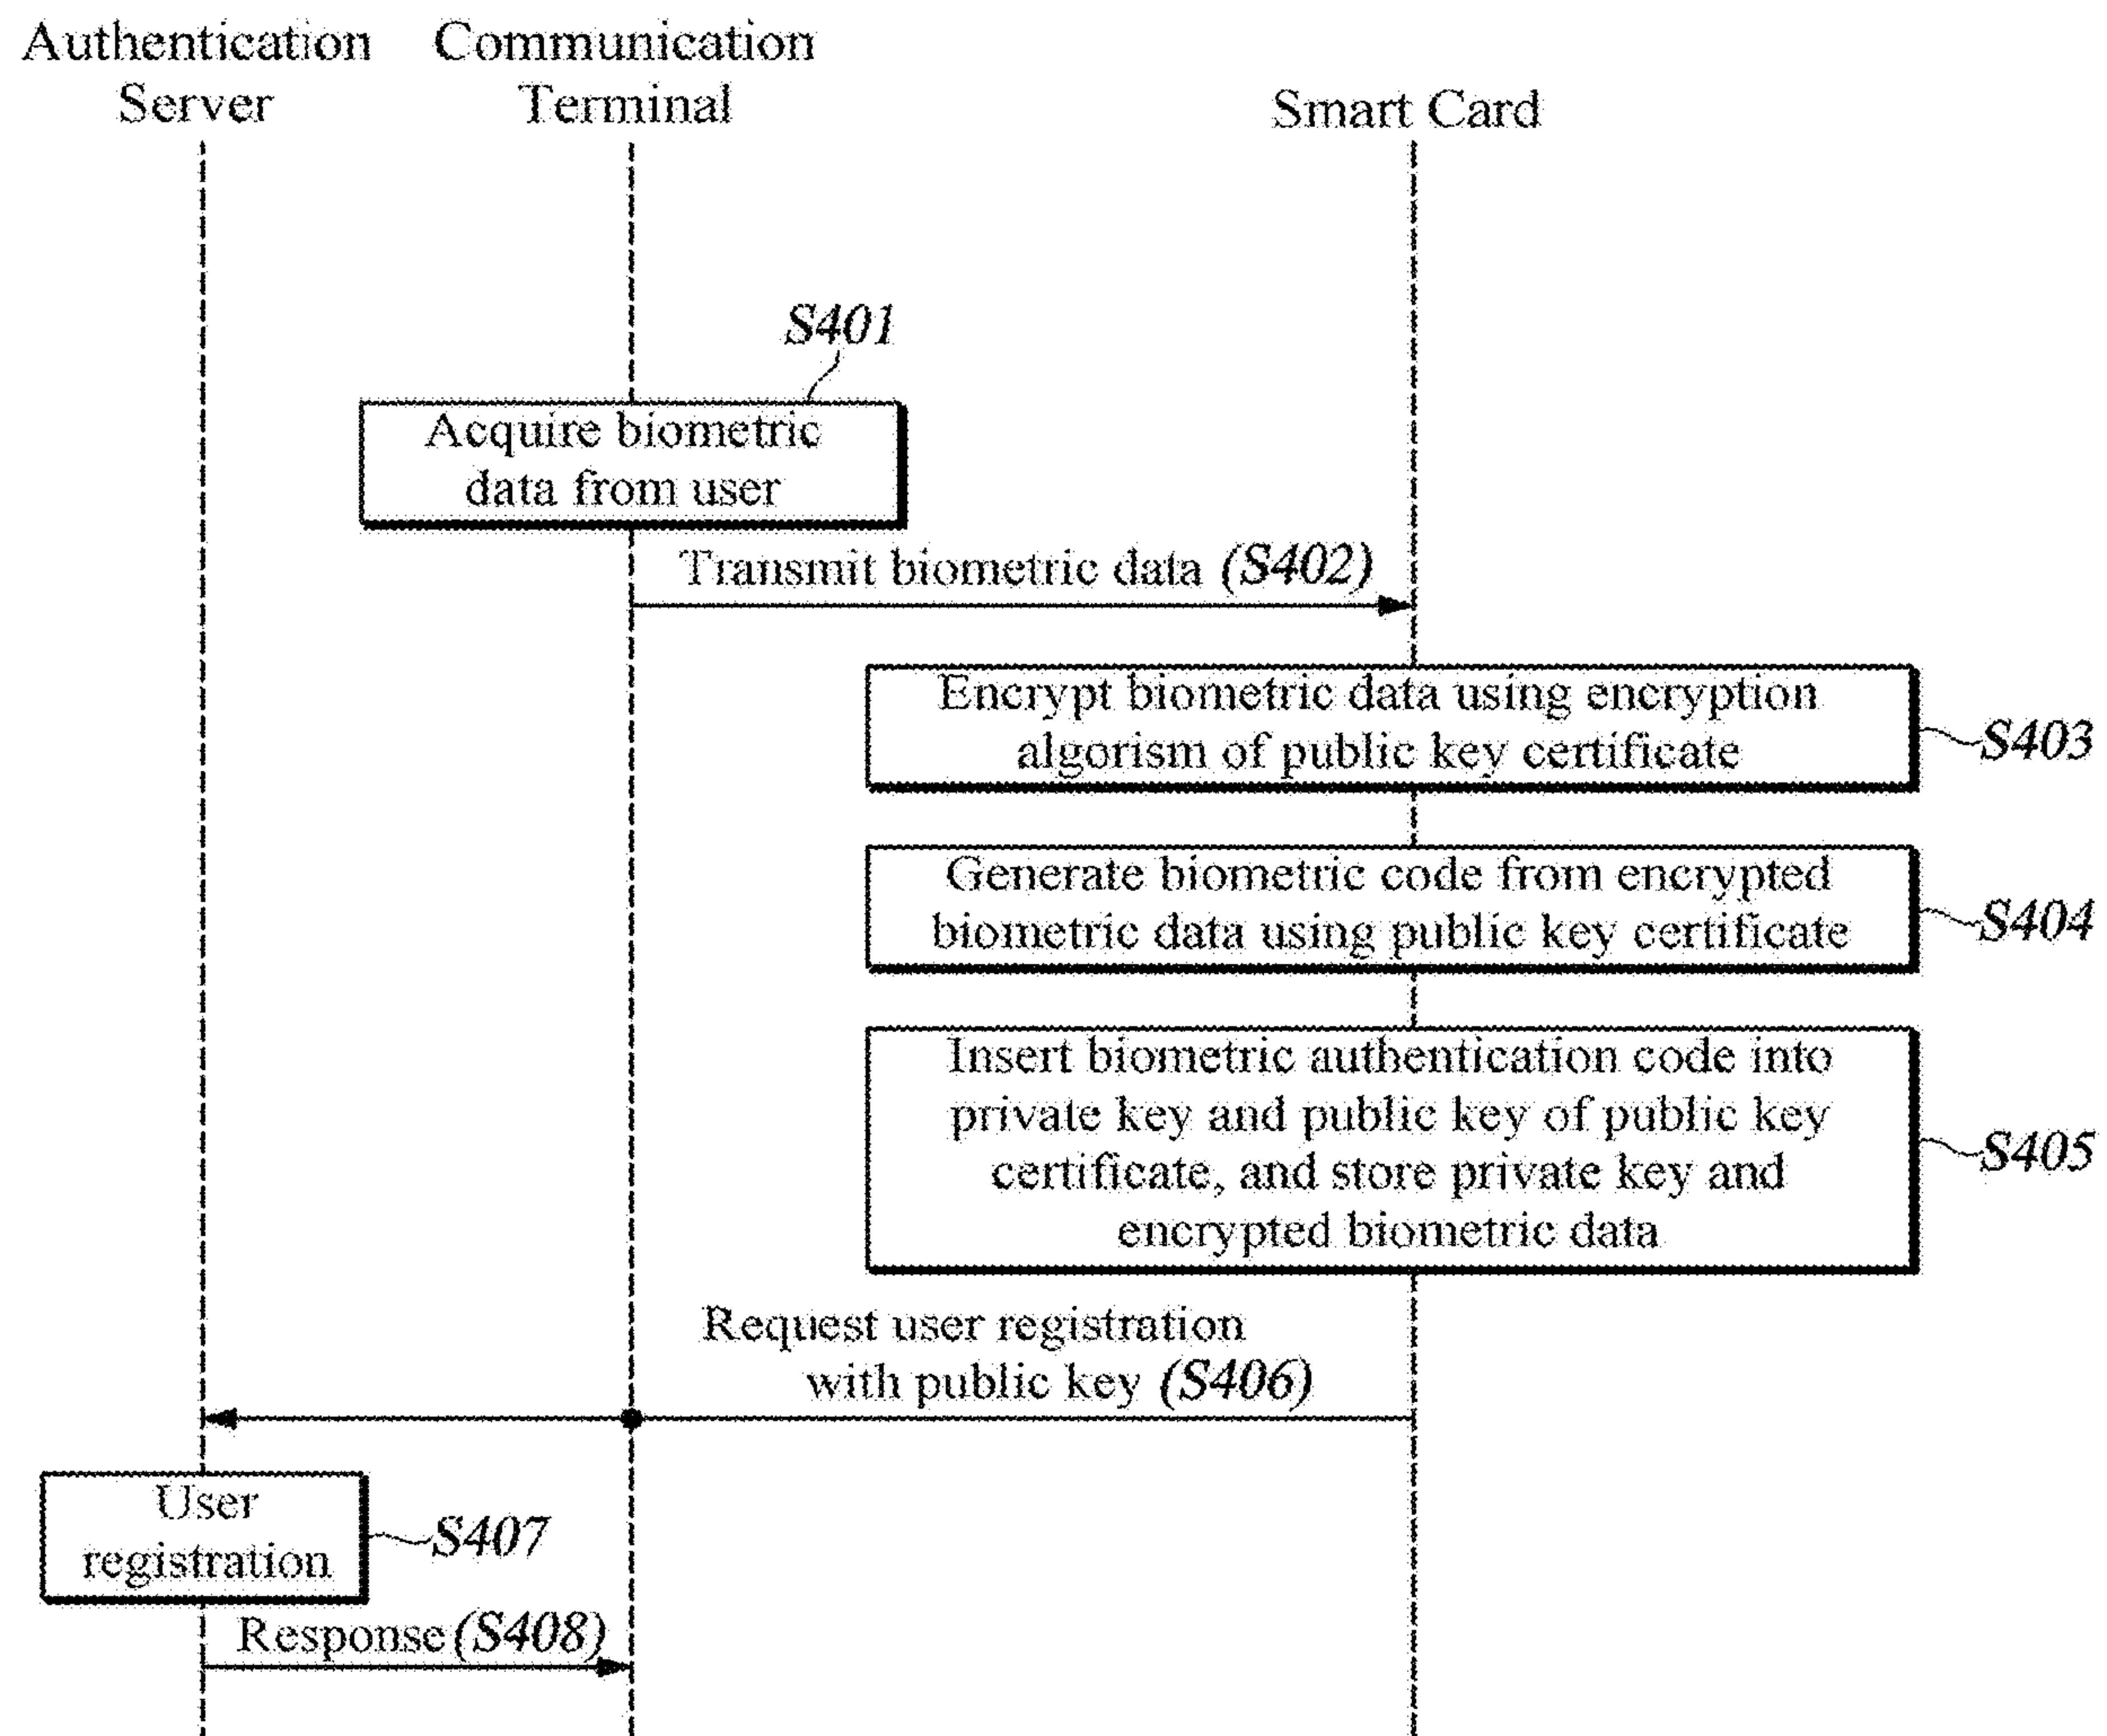 Authentication
Server
Communication
Terminal
Smart Card
S401
Acquire biometric
data from user
Transmit biometric data (S402)
Encrypt biometric data using encryption
algorism of public key certificate
S403
Generate biometric code from encrypted
biometric data using public key certificate
S404
Insert biometric authentication code into
private key and public key of public key
certificate, and store private key and
encrypted biometric data
S405
Request user registration
with public key (S406)
User
registration
S407
Response (S408)